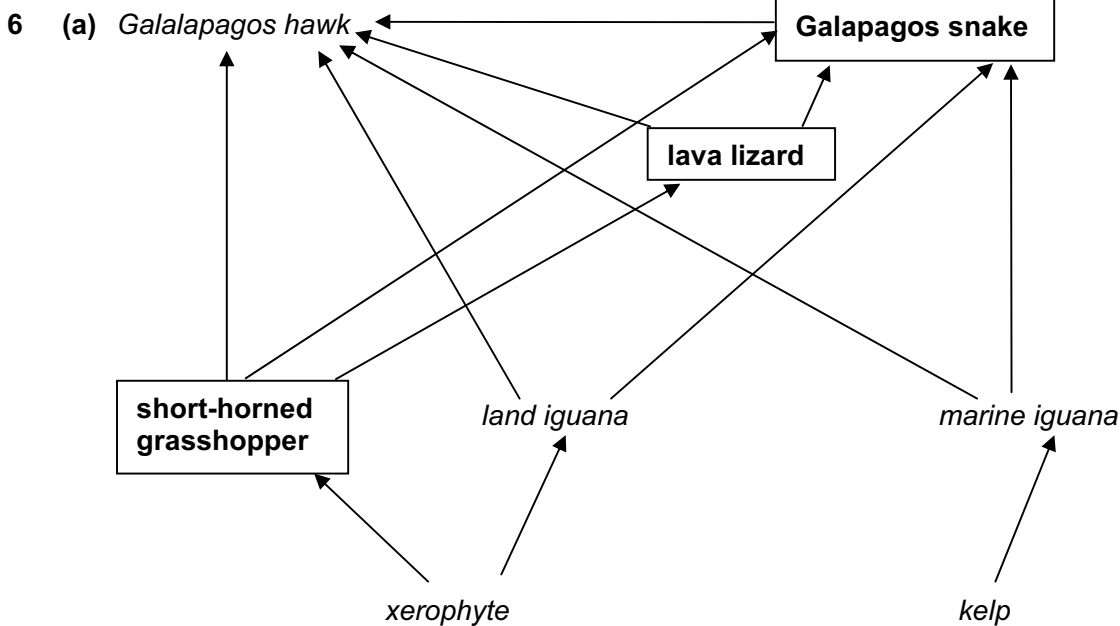 6 (a) Galalapagos hawk
Galapagos snake
lava lizard
short-horned
grasshopper
land iguana
marine iguana
xerophyte
kelp